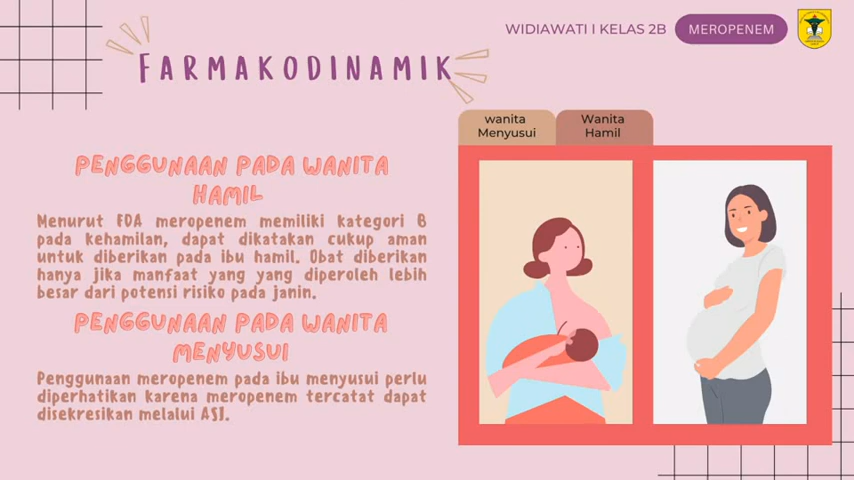 WIDIAWATI I KELAS 2B
MEROPENEM
FARMAKODINAMIK
wanita
Menyusui
Wanita
Hamil
PENGGUNAAN PADA WANITA
HAMIL
Menurut FDA meropenem memiliki kategori B
pada kehamilan, dapat dikatakan cukup aman
untuk diberikan pada ibu hamil. Obat diberikan
hanya jika manfaat yang yang diperoleh lebih
besar dari potensi risiko pada janin.
PENGGUNAAN PADA WANITA
MENYUSUI
Penggunaan meropenem pada ibu menyusui perlu
diperhatikan karena meropenem tercatat dapat
disekresikan melalui ASI.